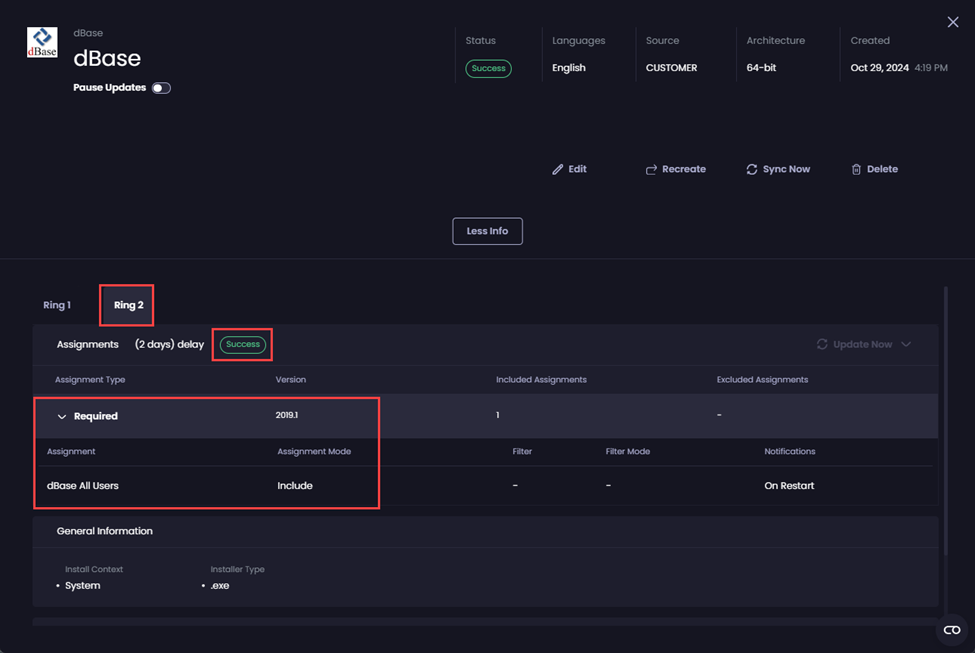 dBase
dBase
dBase
Pause Updates
Status
Success
Languages
English
Source
CUSTOMER
Architecture
64-bit
Created
Oct 29, 2024 4:19 PM
Edit Recreate Sync Now Delete
Less Info
Ring 1 Ring 2
Assignments (2 days) delay Success Update Now
Assignment Type Version Included Assignments Excluded Assignments
Required 2019.1 1 -
Assignment Assignment Mode Filter Filter Mode Notifications
dBase All Users Include - - On Restart
General Information
Install Context Installer Type
• System • .exe